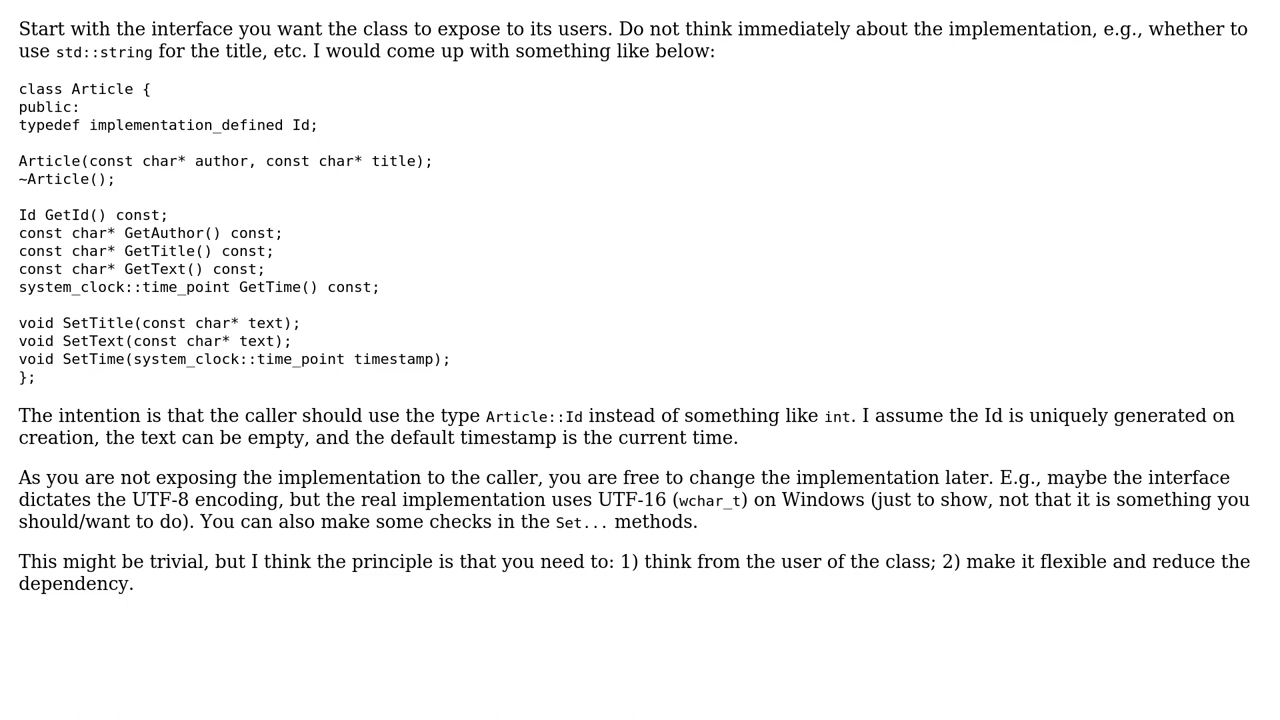 Start with the interface you want the class to expose to its users. Do not think immediately about the implementation, e.g., whether to
use std::string for the title, etc. I would come up with something like below:
class Article {
public:
typedef implementation_defined Id;
Article(const char* author, const char* title);
~Article();
Id GetId() const;
const char* GetAuthor() const;
const char* GetTitle() const;
const char* GetText() const;
system_clock::time_point GetTime() const;
void SetTitle(const char* text);
void SetText(const char* text);
void SetTime(system_clock::time_point timestamp);
};
The intention is that the caller should use the type Article::Id instead of something like int. I assume the Id is uniquely generated on
creation, the text can be empty, and the default timestamp is the current time.
As you are not exposing the implementation to the caller, you are free to change the implementation later. E.g., maybe the interface
dictates the UTF-8 encoding, but the real implementation uses UTF-16 (wchar_t) on Windows (just to show, not that it is something you
should/want to do). You can also make some checks in the Set... methods.
This might be trivial, but I think the principle is that you need to: 1) think from the user of the class; 2) make it flexible and reduce the
dependency.